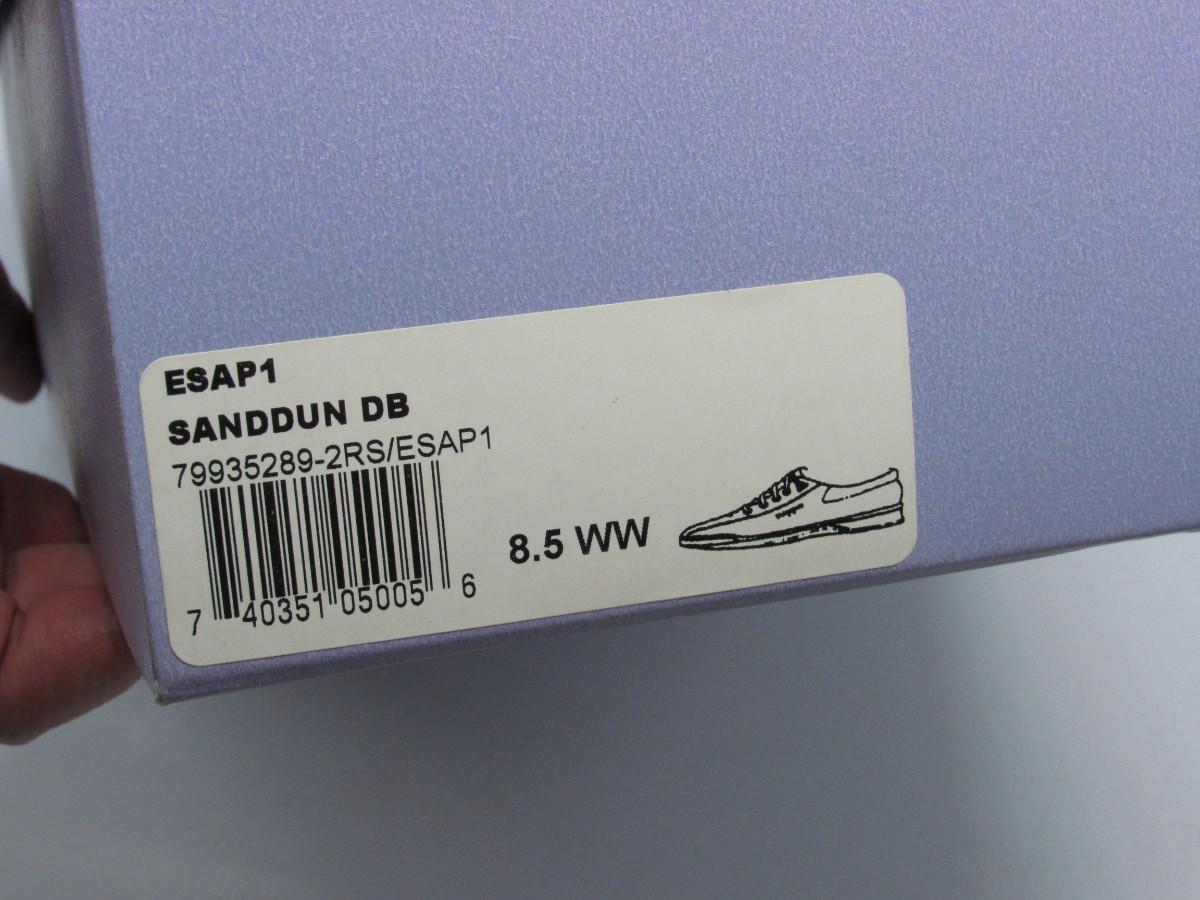 ESAP1
SANDDUN DB
79935289-2RS/ESAP1
8.5 WW
7 40351 05005 6